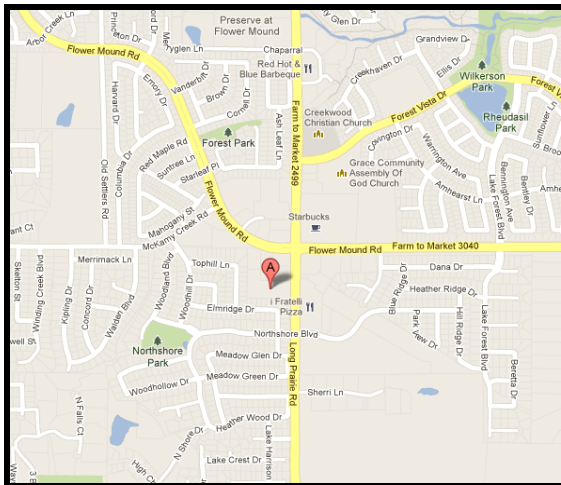 Arbor Creek Ln
Princeton Dr
Preserve at
Flower Mound
Grandview Dr
Flower Mound Rd
Chaparral
Red Hot &
Blue Barbeque
Creekhaven Dr
Ellis Dr
Wilkerson
Park
Forest Vista Dr
Emory Dr
Vanderbilt
Brown Dr
Cornell Dr
Harvard Dr
Ash Leaf Ln
Farm to Market 2499
Creekwood
Christian Church
Rheudasil
Park
Sunflower Ln
Covington Dr
Warrington Ave
Forest Park
Red Maple Rd
Suntree Ln
Starleaf Pl
Columbia Dr
Old Settlers Rd
Grace Community
Assembly Of
God Church
Amherst Ln
Bennington Ave
Bentley Dr
Lake Forest Blvd
Flower Mound Rd
Mahogany St
McKamy Creek Rd
Starbucks
Flower Mound Rd
Farm to Market 3040
Merrimack Ln
Tophill Ln
Dana Dr
Skelton St
Winding Creek Blvd
Kipling Dr
Concord Dr
Walden Blvd
Woodland Blvd
Woodhill Dr
A
Blue Ridge Dr
Heather Ridge Dr
i Fratelli
Pizza
Elmridge Dr
Northshore Blvd
Park View Dr
Hill Ridge Dr
Lake Forest Blvd
Northshore
Park
Meadow Glen Dr
Long Prairie Rd
Beretta Dr
Meadow Green Dr
Woodhollow Dr
Sherri Ln
N Falls Ct
Heather Wood Dr
N Shore Dr
Lake Harrison
Lake Crest Dr
High Ct